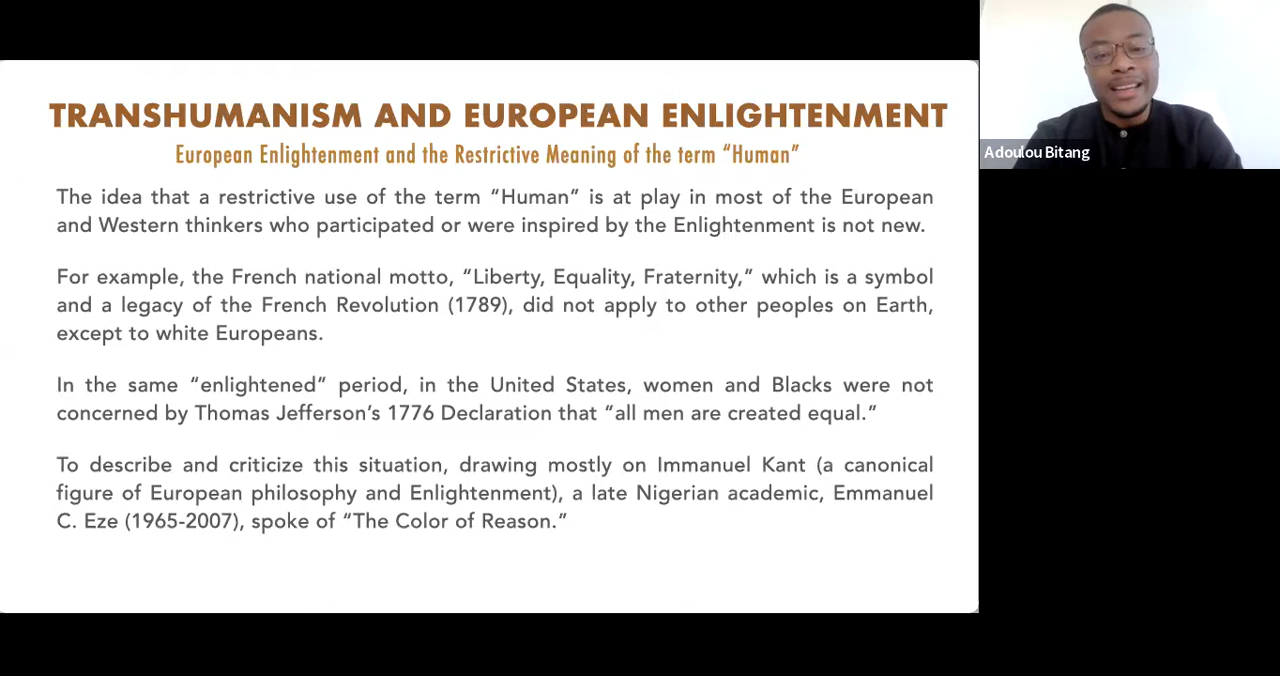 TRANSHUMANISM AND EUROPEAN ENLIGHTENMENT
European Enlightenment and the Restrictive Meaning of the term “Human”
The idea that a restrictive use of the term “Human” is at play in most of the European
and Western thinkers who participated or were inspired by the Enlightenment is not new.
For example, the French national motto, “Liberty, Equality, Fraternity,” which is a symbol
and a legacy of the French Revolution (1789), did not apply to other peoples on Earth,
except to white Europeans.
In the same “enlightened” period, in the United States, women and Blacks were not
concerned by Thomas Jefferson’s 1776 Declaration that “all men are created equal.”
To describe and criticize this situation, drawing mostly on Immanuel Kant (a canonical
figure of European philosophy and Enlightenment), a late Nigerian academic, Emmanuel
C. Eze (1965-2007), spoke of “The Color of Reason.”
Adoulou Bitang